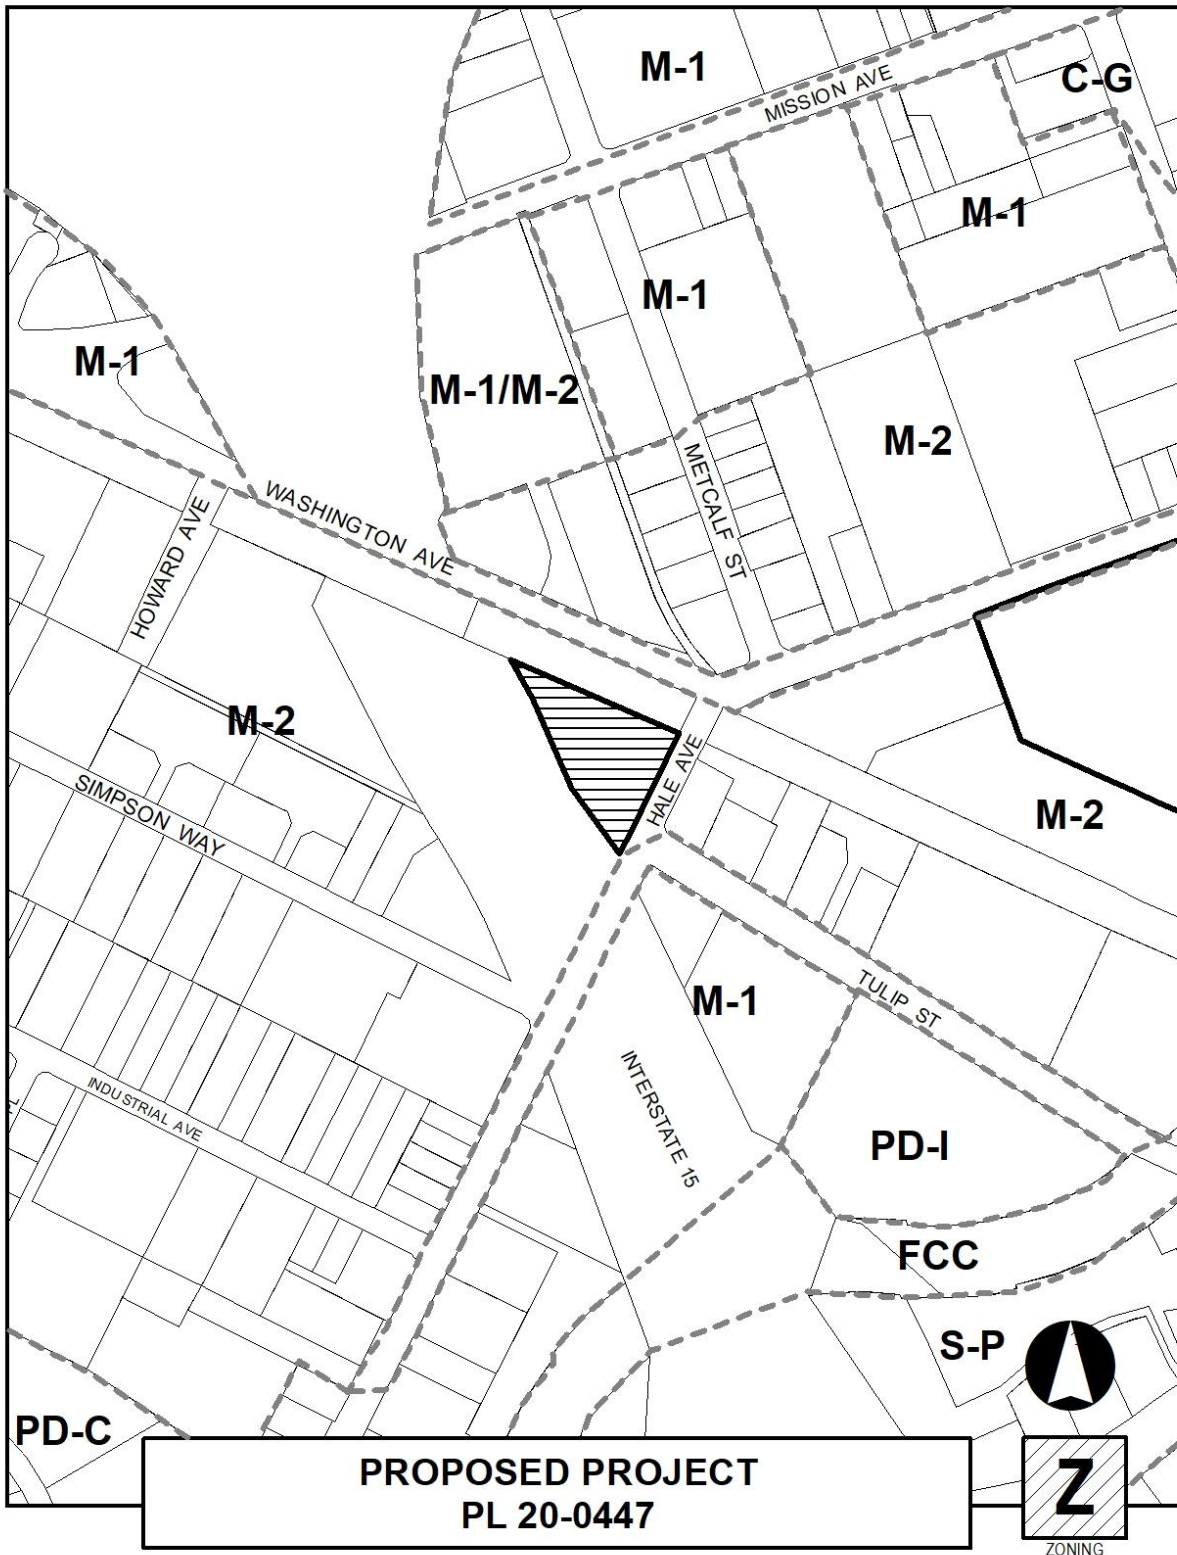 M-1
C-G
MISSION AVE
M-1
M-1
M-1
M-1/M-2
M-2
METCALF ST
WASHINGTON AVE
HOWARD AVE
M-2
HALE AVE
SIMPSON WAY
M-2
M-1
TULIP ST
INTERSTATE 15
INDUSTRIAL AVE
PD-I
FCC
S-P
PD-C
PROPOSED PROJECT
PL 20-0447
Z
ZONING